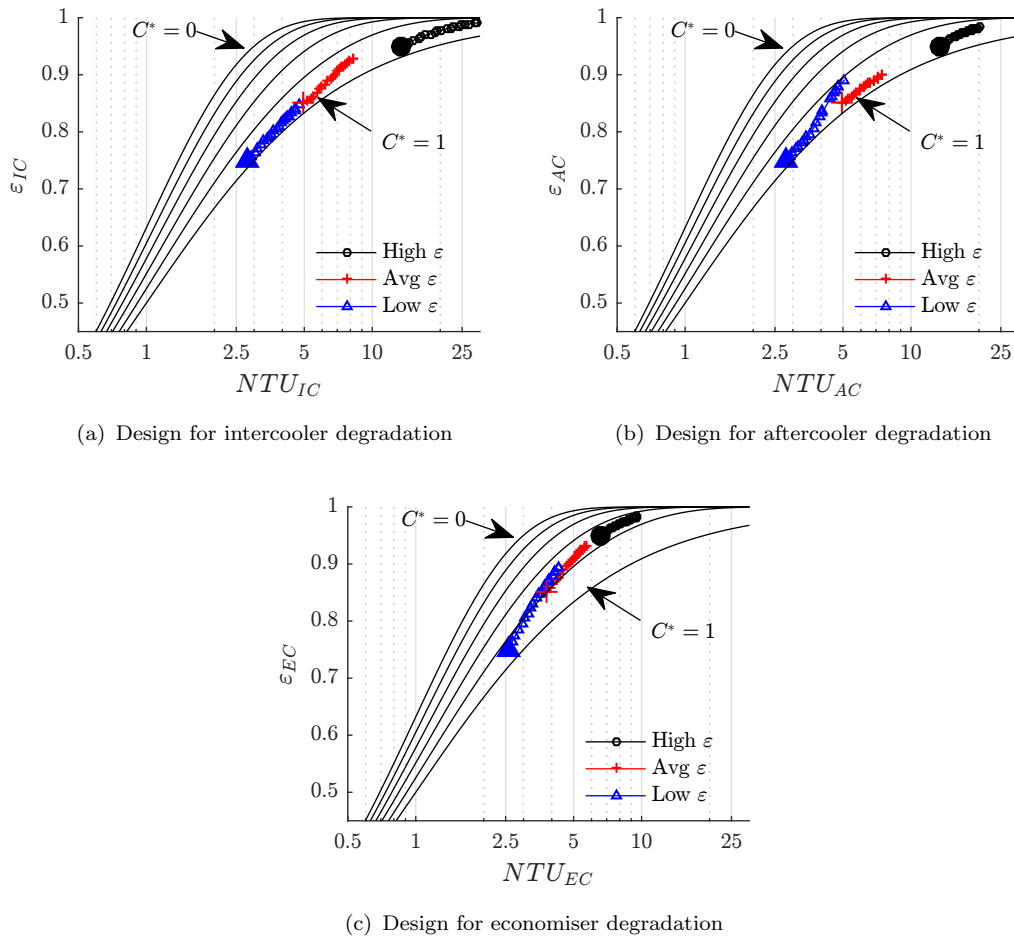 1
0.9
0.8
0.7
0.6
0.5
ε_IC
C* = 0
C* = 1
High ε
Avg ε
Low ε
0.5 1 2.5 5 10 25
NTU_IC
(a) Design for intercooler degradation
1
0.9
0.8
0.7
0.6
0.5
ε_AC
C* = 0
C* = 1
High ε
Avg ε
Low ε
0.5 1 2.5 5 10 25
NTU_AC
(b) Design for aftercooler degradation
1
0.9
0.8
0.7
0.6
0.5
ε_EC
C* = 0
C* = 1
High ε
Avg ε
Low ε
0.5 1 2.5 5 10 25
NTU_EC
(c) Design for economiser degradation